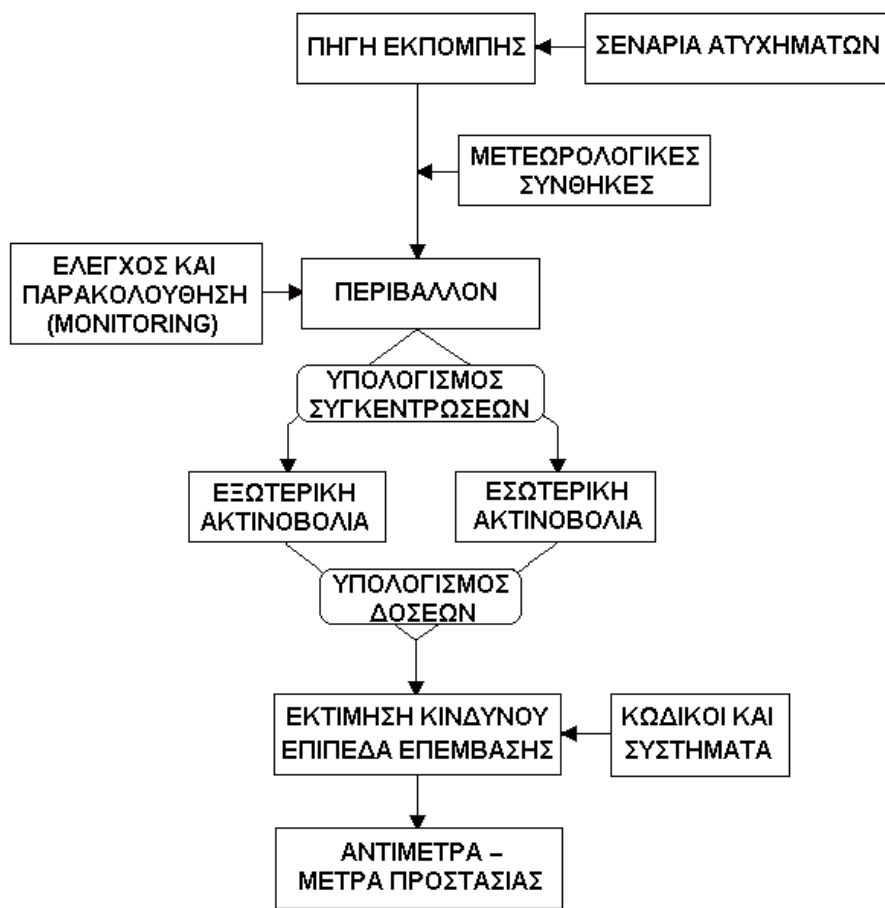 ΠΗΓΗ ΕΚΠΟΜΠΗΣ
ΣΕΝΑΡΙΑ ΑΤΥΧΗΜΑΤΩΝ
ΜΕΤΕΩΡΟΛΟΓΙΚΕΣ
ΣΥΝΘΗΚΕΣ
ΕΛΕΓΧΟΣ ΚΑΙ
ΠΑΡΑΚΟΛΟΥΘΗΣΗ
(MONITORING)
ΠΕΡΙΒΑΛΛΟΝ
ΥΠΟΛΟΓΙΣΜΟΣ
ΣΥΓΚΕΝΤΡΩΣΕΩΝ
ΕΞΩΤΕΡΙΚΗ
ΑΚΤΙΝΟΒΟΛΙΑ
ΕΣΩΤΕΡΙΚΗ
ΑΚΤΙΝΟΒΟΛΙΑ
ΥΠΟΛΟΓΙΣΜΟΣ
ΔΟΣΕΩΝ
ΕΚΤΙΜΗΣΗ ΚΙΝΔΥΝΟΥ
ΕΠΙΠΕΔΑ ΕΠΕΜΒΑΣΗΣ
ΚΩΔΙΚΟΙ ΚΑΙ
ΣΥΣΤΗΜΑΤΑ
ΑΝΤΙΜΕΤΡΑ –
ΜΕΤΡΑ ΠΡΟΣΤΑΣΙΑΣ